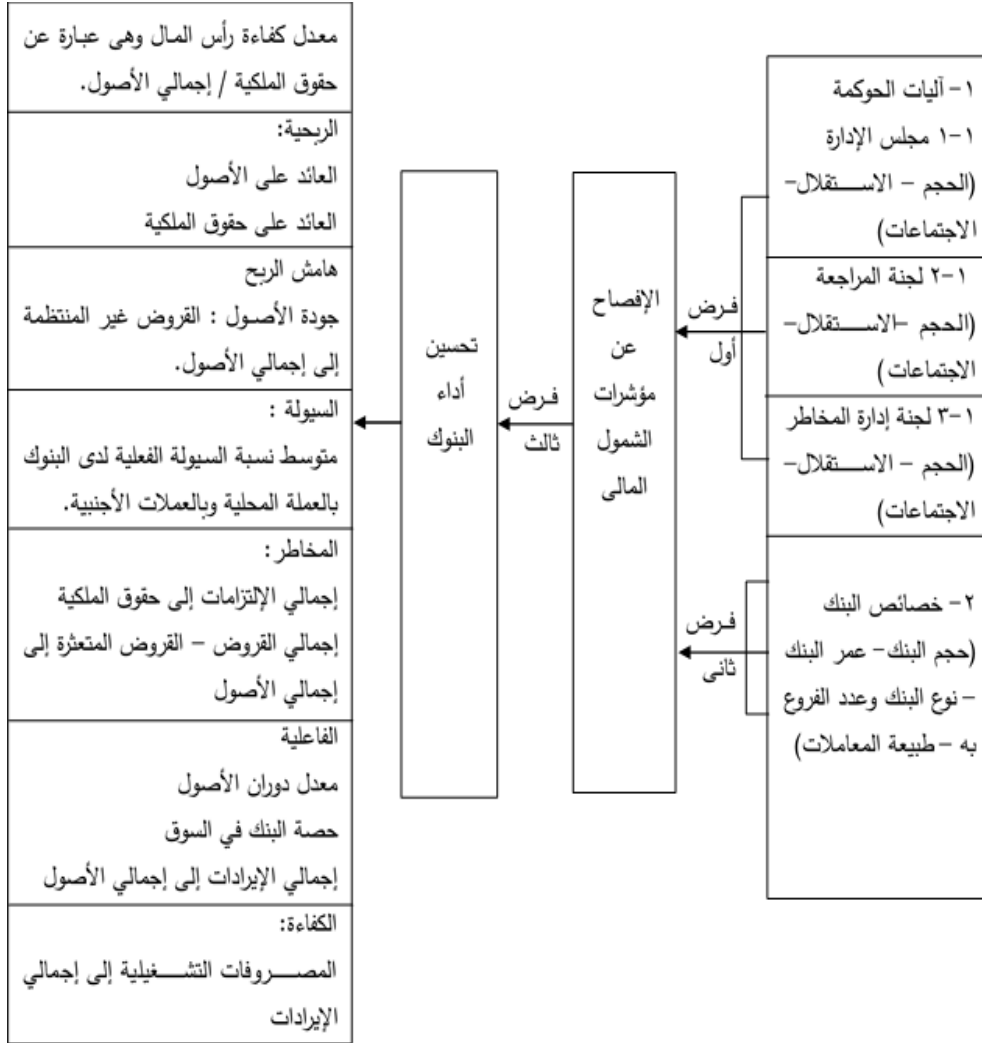 ١- آليات الحوكمة
١-١ مجلس الإدارة
(الحجم – الاستقلال–
الاجتماعات)
١-٢ لجنة المراجعة
(الحجم –الاستقلال–
الاجتماعات )
١-٣ لجنة إدارة المخاطر
(الحجم – الاستقلال–
الاجتماعات)
٢- خصائص البنك
(حجم البنك– عمر البنك
– نوع البنك وعدد الفروع
به – طبيعة المعاملات)
فرض
أول
فرض
ثانى
الإفصاح
عن
مؤشرات
الشمول
المالى
فرض
ثالث
تحسين
أداء
البنوك
معدل كفاءة رأس المال وهى عبارة عن
حقوق الملكية / إجمالي الأصول.
الربحية:
العائد على الأصول
العائد على حقوق الملكية
هامش الربح
جودة الأصول : القروض غير المنتظمة
إلى إجمالي الأصول.
السيولة :
متوسط نسبة السيولة الفعلية لدى البنوك
بالعملة المحلية وبالعملات الأجنبية.
المخاطر :
إجمالي الإلتزامات إلى حقوق الملكية
إجمالي القروض – القروض المتعثرة إلى
إجمالي الأصول
الفاعلية
معدل دوران الأصول
حصة البنك في السوق
إجمالي الإيرادات إلى إجمالي الأصول
الكفاءة:
المصروفات التشغيلية إلى إجمالي
الإيرادات